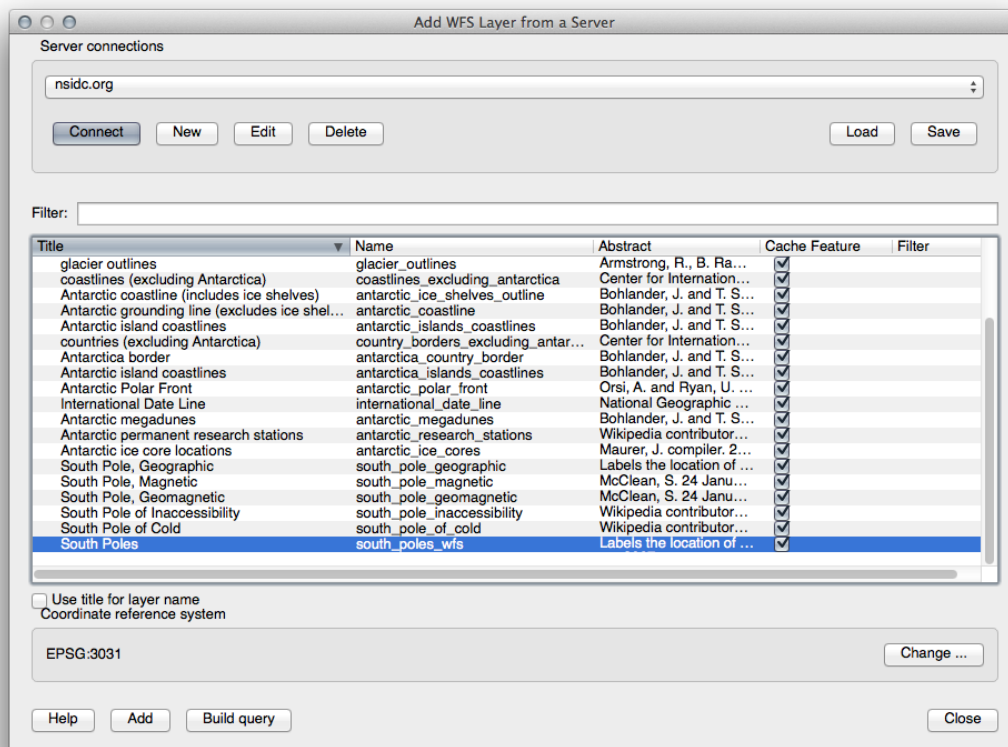 Add WFS Layer from a Server
Server connections
nsidc.org
Connect New Edit Delete Load Save
Filter:
Title Name Abstract Cache Feature Filter
glacier outlines glacier_outlines Armstrong, R., B. Ra...
coastlines (excluding Antarctica) coastlines_excluding_antarctica Center for Internation...
Antarctic coastline (includes ice shelves) antarctic_ice_shelves_outline Bohlander, J. and T. S...
Antarctic grounding line (excludes ice shel... antarctic_coastline Bohlander, J. and T. S...
Antarctic island coastlines antarctic_islands_coastlines Bohlander, J. and T. S...
countries (excluding Antarctica) country_borders_excluding_antar... Center for Internation...
Antarctica border antarctica_country_border Bohlander, J. and T. S...
Antarctic island coastlines antarctica_islands_coastlines Bohlander, J. and T. S...
Antarctic Polar Front antarctic_polar_front Orsi, A. and Ryan, U. ...
International Date Line international_date_line National Geographic ...
Antarctic megadunes antarctic_megadunes Bohlander, J. and T. S...
Antarctic permanent research stations antarctic_research_stations Wikipedia contributor...
Antarctic ice core locations antarctic_ice_cores Maurer, J. compiler. 2...
South Pole, Geographic south_pole_geographic Labels the location of ...
South Pole, Magnetic south_pole_magnetic McClean, S. 24 Janu...
South Pole, Geomagnetic south_pole_geomagnetic McClean, S. 24 Janu...
South Pole of Inaccessibility south_pole_inaccessibility Wikipedia contributor...
South Pole of Cold south_pole_of_cold Wikipedia contributor...
South Poles south_poles_wfs Labels the location of ...
Use title for layer name
Coordinate reference system
EPSG:3031 Change ...
Help Add Build query Close